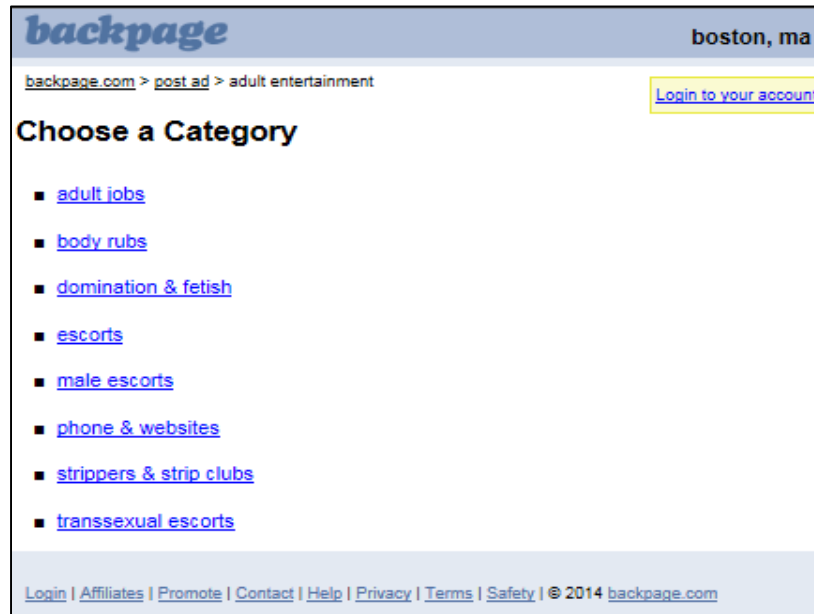 backpage
boston, ma
backpage.com > post ad > adult entertainment
Login to your account
Choose a Category
adult jobs
body rubs
domination & fetish
escorts
male escorts
phone & websites
strippers & strip clubs
transsexual escorts
Login | Affiliates | Promote | Contact | Help | Privacy | Terms | Safety | © 2014 backpage.com